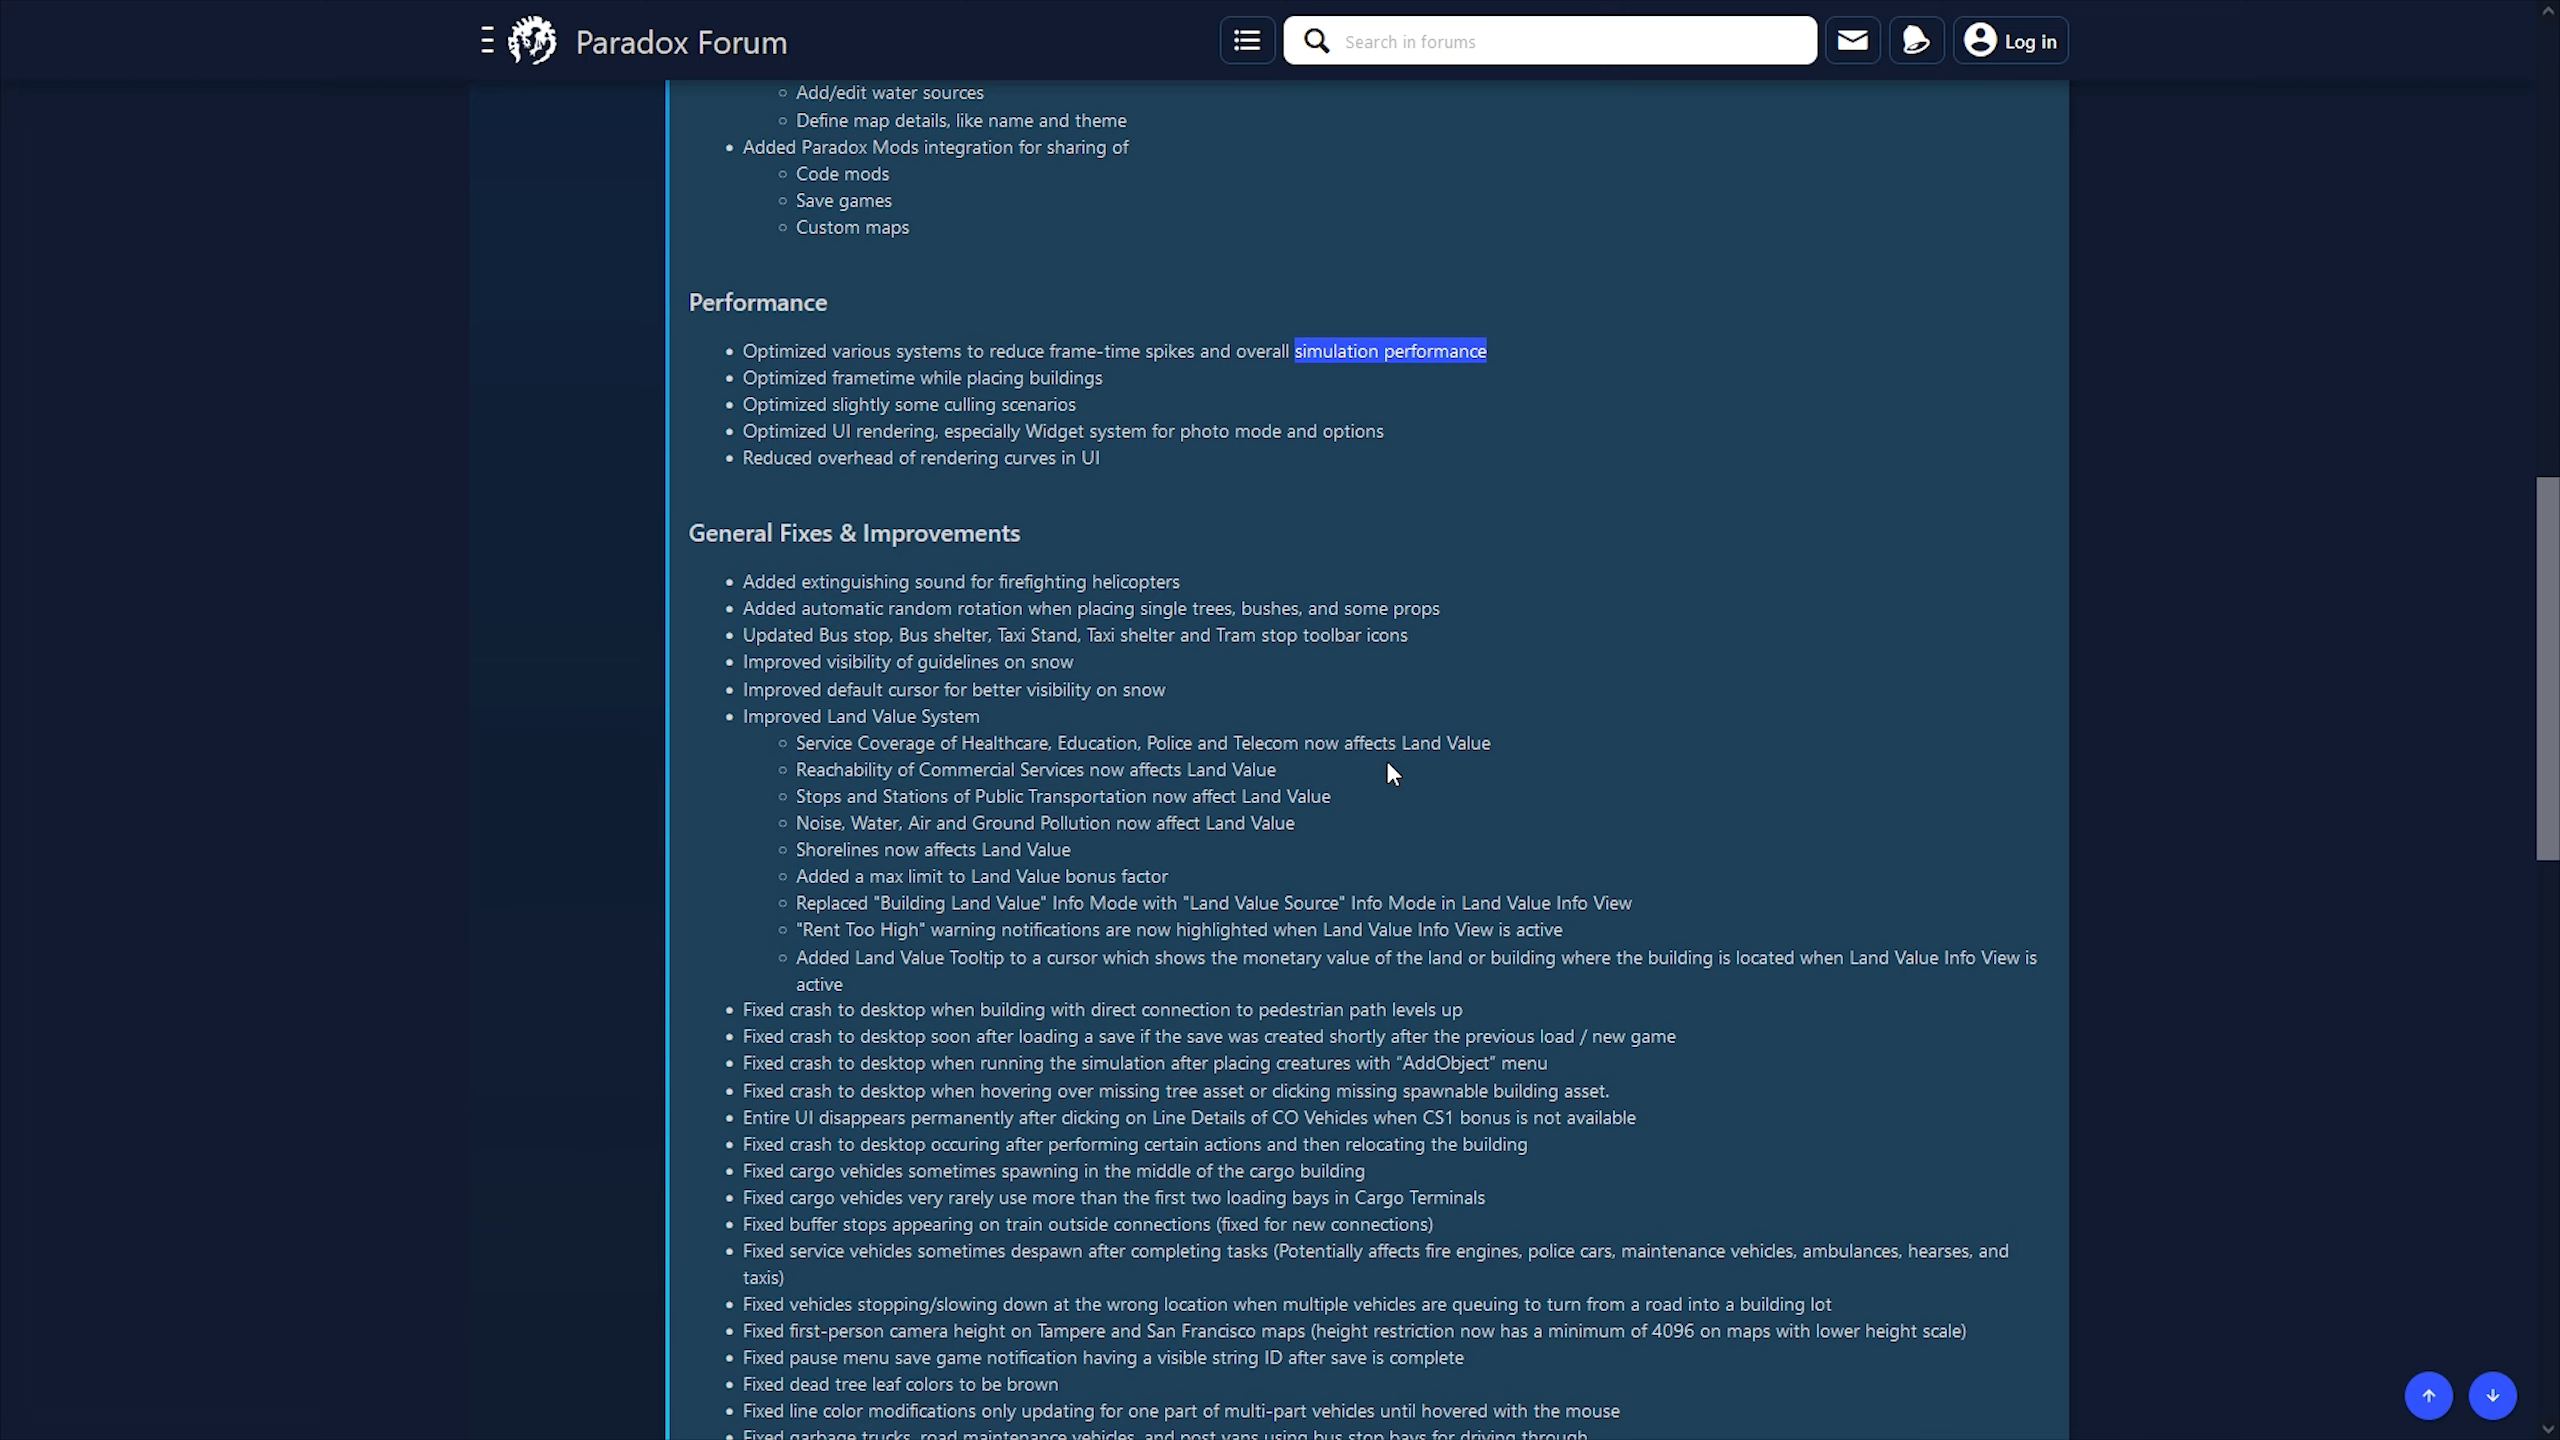 Paradox Forum
Search in forums
Log in
Add/edit water sources
Define map details, like name and theme
Added Paradox Mods integration for sharing of
Code mods
Save games
Custom maps
Performance
Optimized various systems to reduce frame-time spikes and overall simulation performance
Optimized frametime while placing buildings
Optimized slightly some culling scenarios
Optimized UI rendering, especially Widget system for photo mode and options
Reduced overhead of rendering curves in UI
General Fixes & Improvements
Added extinguishing sound for firefighting helicopters
Added automatic random rotation when placing single trees, bushes, and some props
Updated Bus stop, Bus shelter, Taxi Stand, Taxi shelter and Tram stop toolbar icons
Improved visibility of guidelines on snow
Improved default cursor for better visibility on snow
Improved Land Value System
Service Coverage of Healthcare, Education, Police and Telecom now affects Land Value
Reachability of Commercial Services now affects Land Value
Stops and Stations of Public Transportation now affect Land Value
Noise, Water, Air and Ground Pollution now affect Land Value
Shorelines now affects Land Value
Added a max limit to Land Value bonus factor
Replaced "Building Land Value" Info Mode with "Land Value Source" Info Mode in Land Value Info View
"Rent Too High" warning notifications are now highlighted when Land Value Info View is active
Added Land Value Tooltip to a cursor which shows the monetary value of the land or building where the building is located when Land Value Info View is
active
Fixed crash to desktop when building with direct connection to pedestrian path levels up
Fixed crash to desktop soon after loading a save if the save was created shortly after the previous load / new game
Fixed crash to desktop when running the simulation after placing creatures with “AddObject” menu
Fixed crash to desktop when hovering over missing tree asset or clicking missing spawnable building asset.
Entire UI disappears permanently after clicking on Line Details of CO Vehicles when CS1 bonus is not available
Fixed crash to desktop occuring after performing certain actions and then relocating the building
Fixed cargo vehicles sometimes spawning in the middle of the cargo building
Fixed cargo vehicles very rarely use more than the first two loading bays in Cargo Terminals
Fixed buffer stops appearing on train outside connections (fixed for new connections)
Fixed service vehicles sometimes despawn after completing tasks (Potentially affects fire engines, police cars, maintenance vehicles, ambulances, hearses, and
taxis)
Fixed vehicles stopping/slowing down at the wrong location when multiple vehicles are queuing to turn from a road into a building lot
Fixed first-person camera height on Tampere and San Francisco maps (height restriction now has a minimum of 4096 on maps with lower height scale)
Fixed pause menu save game notification having a visible string ID after save is complete
Fixed dead tree leaf colors to be brown
Fixed line color modifications only updating for one part of multi-part vehicles until hovered with the mouse
Fixed garbage trucks, road maintenance vehicles, and post vans using bus stop bays for driving through